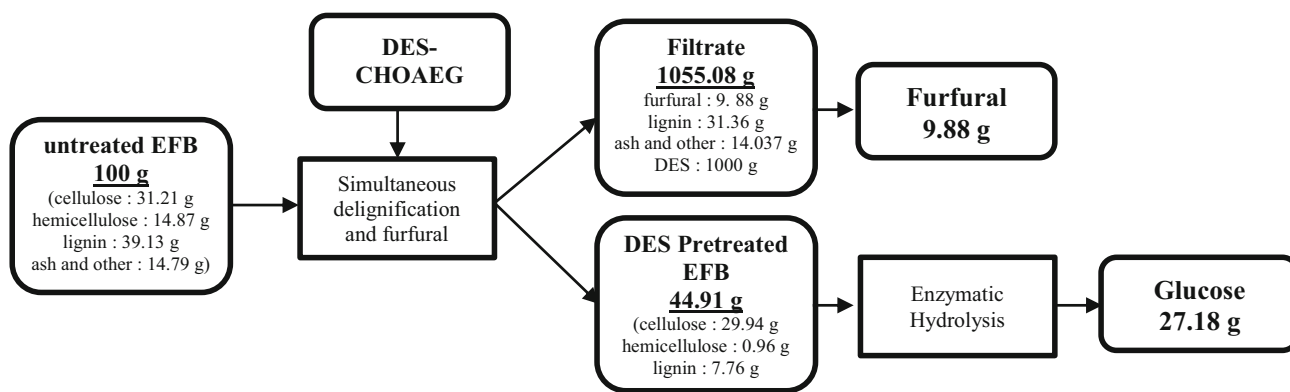 untreated EFB
100 g
(cellulose : 31.21 g
hemicellulose : 14.87 g
lignin : 39.13 g
ash and other : 14.79 g)
DES-
CHOAEG
Simultaneous
delignification
and furfural
Filtrate
1055.08 g
furfural : 9. 88 g
lignin : 31.36 g
ash and other : 14.037 g
DES : 1000 g
Furfural
9.88 g
DES Pretreated
EFB
44.91 g
(cellulose : 29.94 g
hemicellulose : 0.96 g
lignin : 7.76 g
Enzymatic
Hydrolysis
Glucose
27.18 g